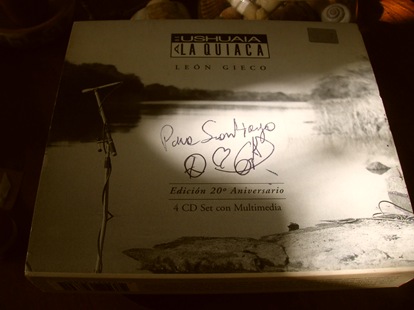 DE USHUAIA
A LA QUIACA
LEÓN GIECO
Para Santiago
Edición 20º Aniversario
4 CD Set con Multimedia